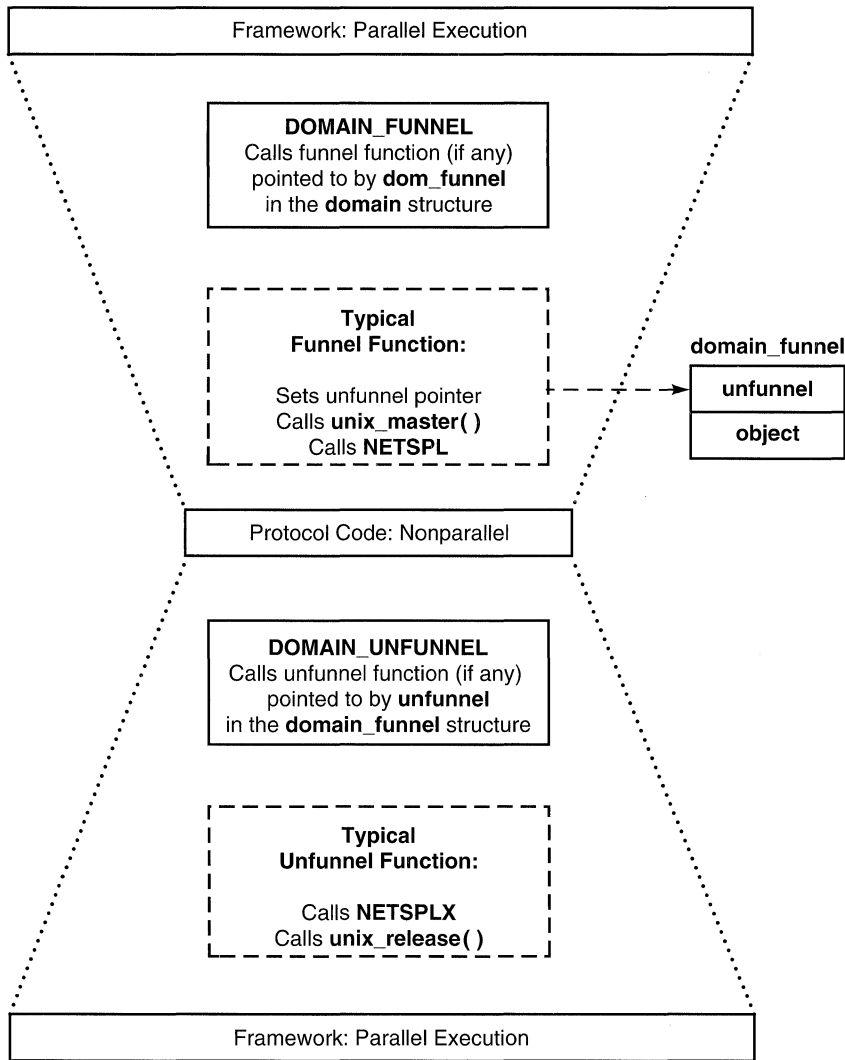 Framework: Parallel Execution
DOMAIN_FUNNEL
Calls funnel function (if any)
pointed to by dom_funnel
in the domain structure
Typical
Funnel Function:
Sets unfunnel pointer
Calls unix_master( )
Calls NETSPL
domain_funnel
unfunnel
object
Protocol Code: Nonparallel
DOMAIN_UNFUNNEL
Calls unfunnel function (if any)
pointed to by unfunnel
in the domain_funnel structure
Typical
Unfunnel Function:
Calls NETSPLX
Calls unix_release( )
Framework: Parallel Execution